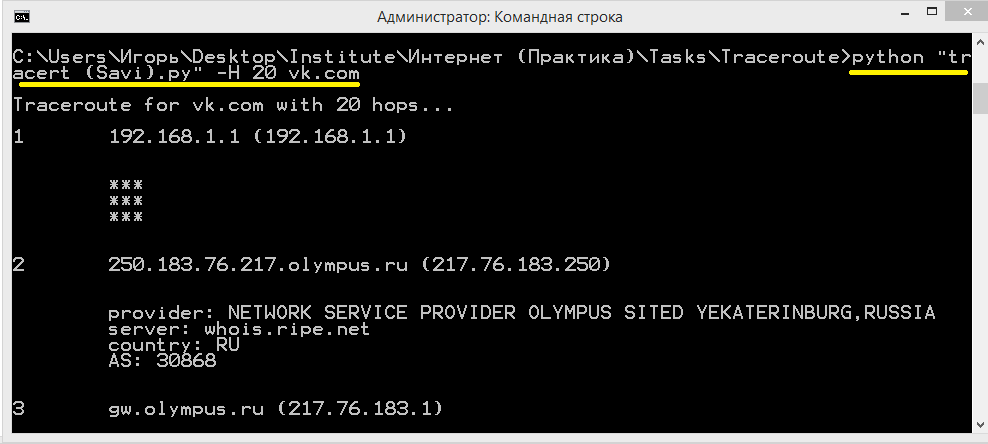 Администратор: Командная строка
C:\Users\Игорь\Desktop\Institute\Интернет (Практика)\Tasks\Traceroute>python "tr
acert (Savi).py" -H 20 vk.com
Traceroute for vk.com with 20 hops...
1 192.168.1.1 (192.168.1.1)
***
***
***
2 250.183.76.217.olympus.ru (217.76.183.250)
provider: NETWORK SERVICE PROVIDER OLYMPUS SITED YEKATERINBURG,RUSSIA
server: whois.ripe.net
country: RU
AS: 30868
3 gw.olympus.ru (217.76.183.1)